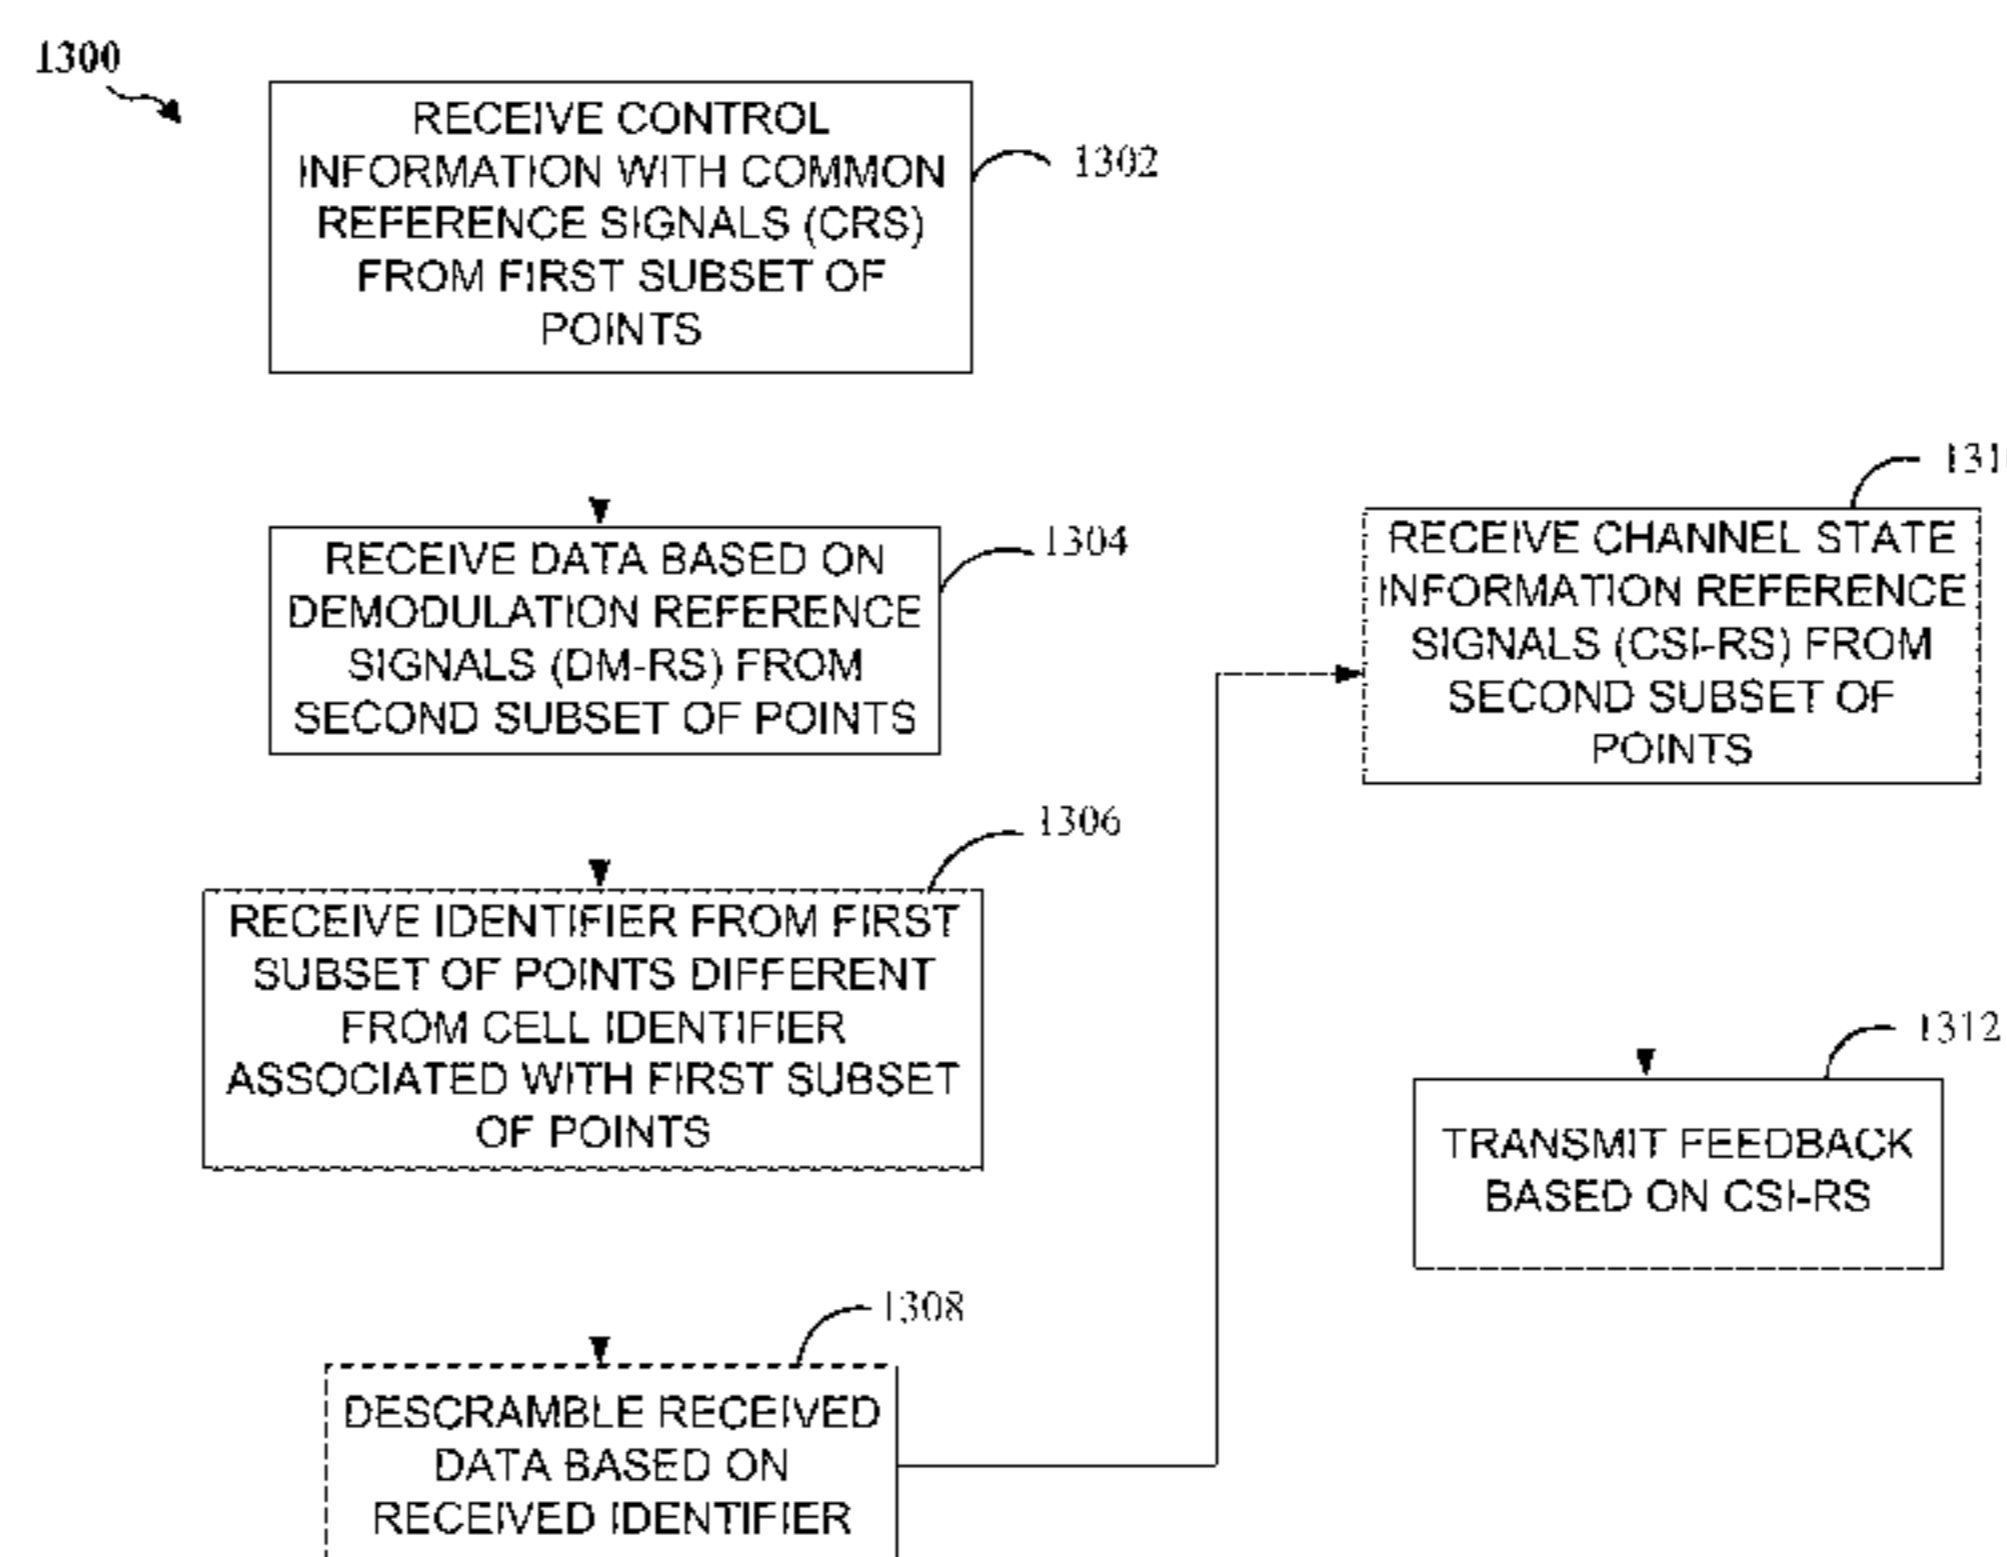 1300
RECEIVE CONTROL
INFORMATION WITH COMMON
REFERENCE SIGNALS (CRS)
FROM FIRST SUBSET OF
POINTS
1302
RECEIVE DATA BASED ON
DEMODULATION REFERENCE
SIGNALS (DM-RS) FROM
SECOND SUBSET OF POINTS
1304
RECEIVE IDENTIFIER FROM FIRST
SUBSET OF POINTS DIFFERENT
FROM CELL IDENTIFIER
ASSOCIATED WITH FIRST SUBSET
OF POINTS
1306
DESCRAMBLE RECEIVED
DATA BASED ON
RECEIVED IDENTIFIER
1308
RECEIVE CHANNEL STATE
INFORMATION REFERENCE
SIGNALS (CSI-RS) FROM
SECOND SUBSET OF
POINTS
TRANSMIT FEEDBACK
BASED ON CSI-RS
1312